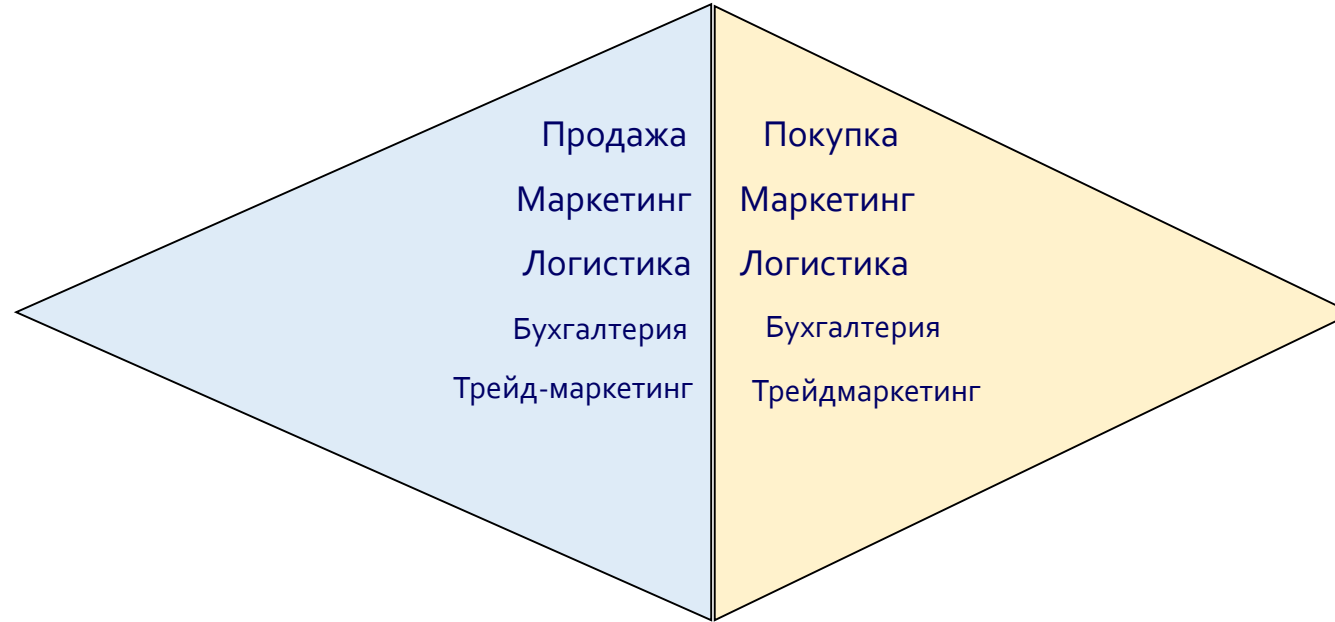 Продажа
Маркетинг
Логистика
Бухгалтерия
Трейд-маркетинг
Покупка
Маркетинг
Логистика
Бухгалтерия
Трейдмаркетинг